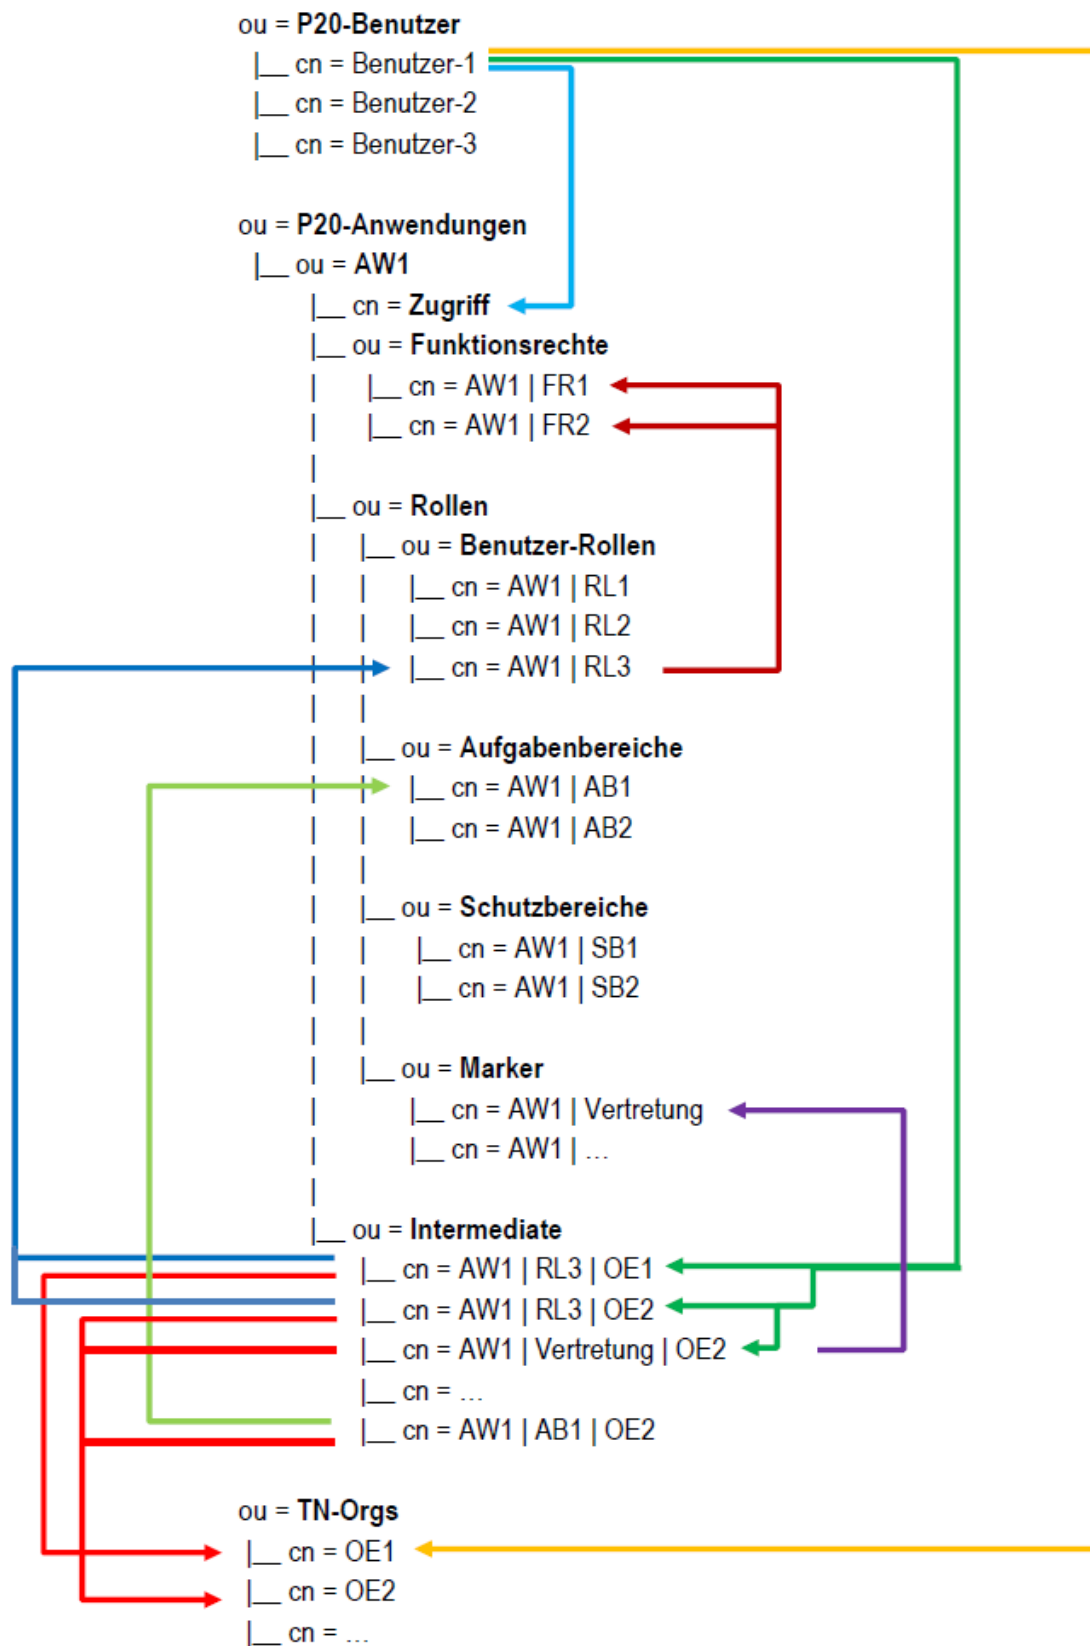 ou = P20-Benutzer
|__ cn = Benutzer-1
|__ cn = Benutzer-2
|__ cn = Benutzer-3
ou = P20-Anwendungen
|__ ou = AW1
|__ cn = Zugriff
|__ ou = Funktionsrechte
| |__ cn = AW1 | FR1
| |__ cn = AW1 | FR2
|
|__ ou = Rollen
| |__ ou = Benutzer-Rollen
| | |__ cn = AW1 | RL1
| | |__ cn = AW1 | RL2
| | |__ cn = AW1 | RL3
| |
| |__ ou = Aufgabenbereiche
| | |__ cn = AW1 | AB1
| | |__ cn = AW1 | AB2
| |
| |__ ou = Schutzbereiche
| | |__ cn = AW1 | SB1
| | |__ cn = AW1 | SB2
| |
| |__ ou = Marker
| |__ cn = AW1 | Vertretung
| |__ cn = AW1 | …
|
|__ ou = Intermediate
|__ cn = AW1 | RL3 | OE1
|__ cn = AW1 | RL3 | OE2
|__ cn = AW1 | Vertretung | OE2
|__ cn = …
|__ cn = AW1 | AB1 | OE2
ou = TN-Orgs
|__ cn = OE1
|__ cn = OE2
|__ cn = …